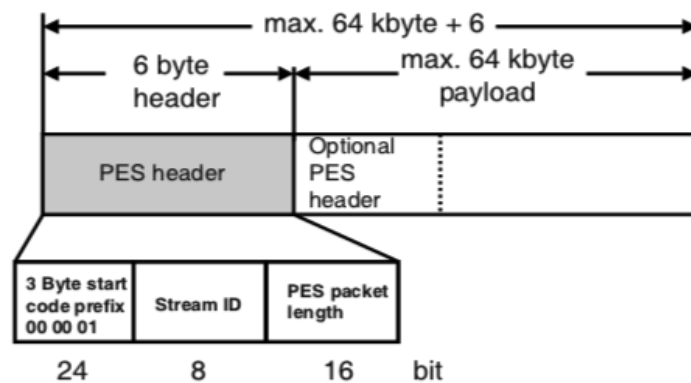 max. 64 kbyte + 6
6 byte
header
max. 64 kbyte
payload
PES header
Optional
PES
header
3 Byte start
code prefix
00 00 01
Stream ID
PES packet
length
24 8 16 bit